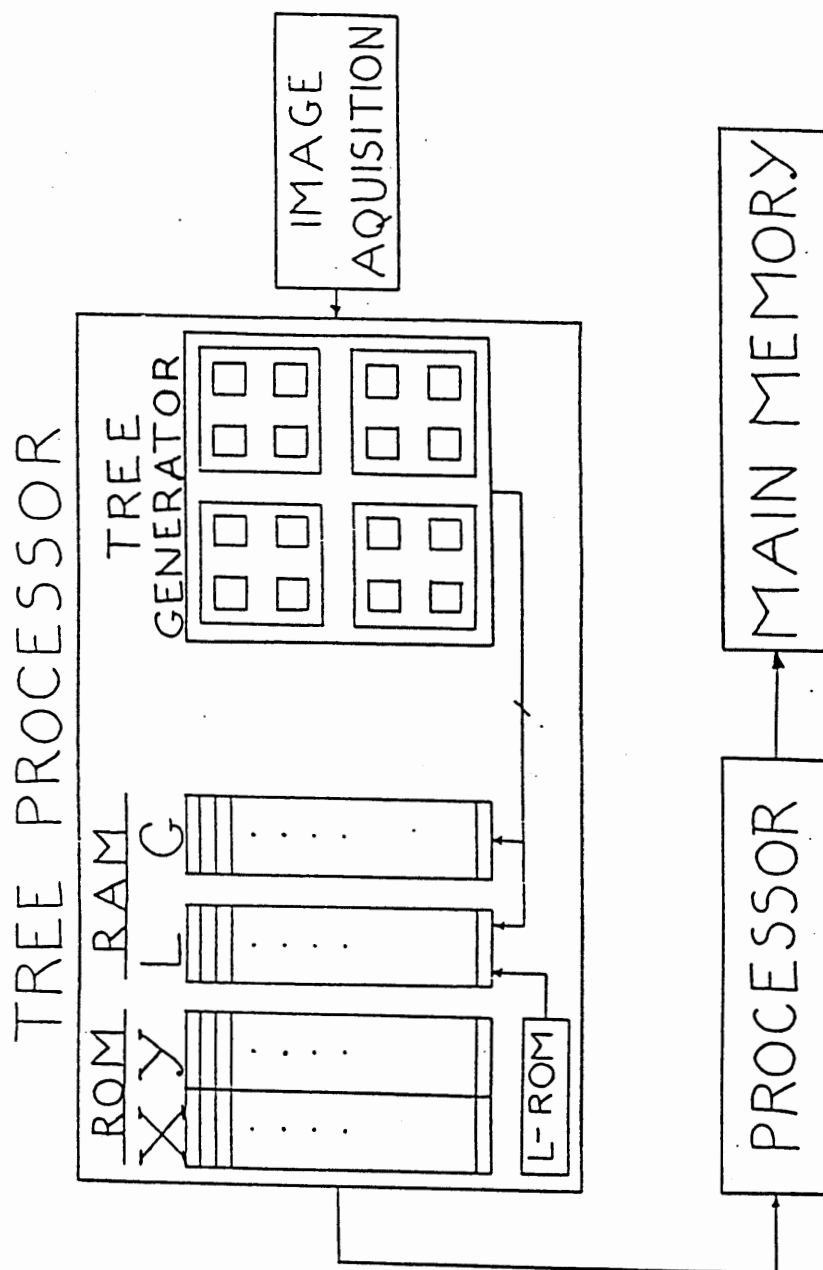 TREE PROCESSOR
ROM
RAM
X
y
L
G
TREE
GENERATOR
IMAGE
AQUISITION
L-ROM
PROCESSOR
MAIN MEMORY